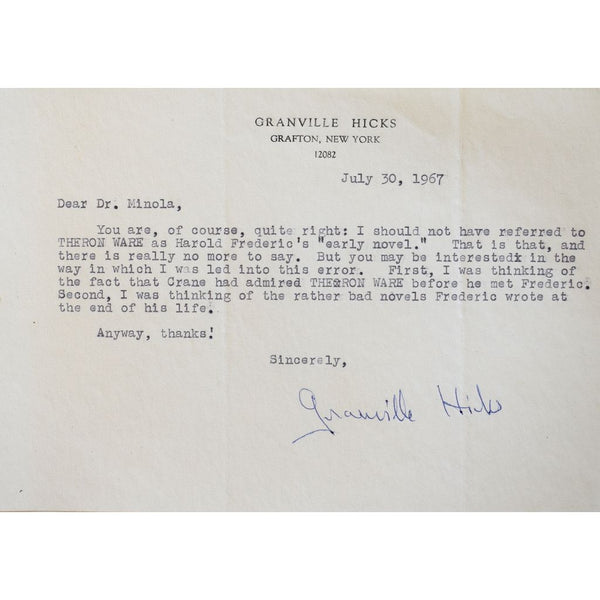 GRANVILLE HICKS
GRAFTON, NEW YORK
12082
July 30, 1967
Dear Dr. Minola,
You are, of course, quite right: I should not have referred to
THERON WARE as Harold Frederic's "early novel." That is that, and
there is really no more to say. But you may be interested in the
way in which I was led into this error. First, I was thinking of
the fact that Crane had admired THERON WARE before he met Frederic.
Second, I was thinking of the rather bad novels Frederic wrote at
the end of his life.
Anyway, thanks!
Sincerely,
Granville Hicks